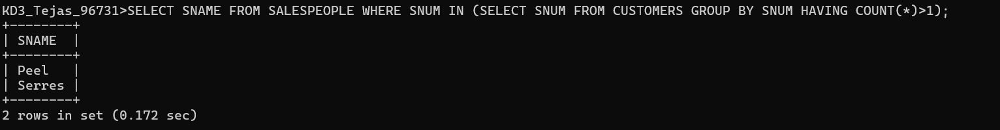 KD3_Tejas_96731>SELECT SNAME FROM SALESPEOPLE WHERE SNUM IN (SELECT SNUM FROM CUSTOMERS GROUP BY SNUM HAVING COUNT(*)>1);
+--------+
| SNAME  |
+--------+
| Peel   |
| Serres |
+--------+
2 rows in set (0.172 sec)